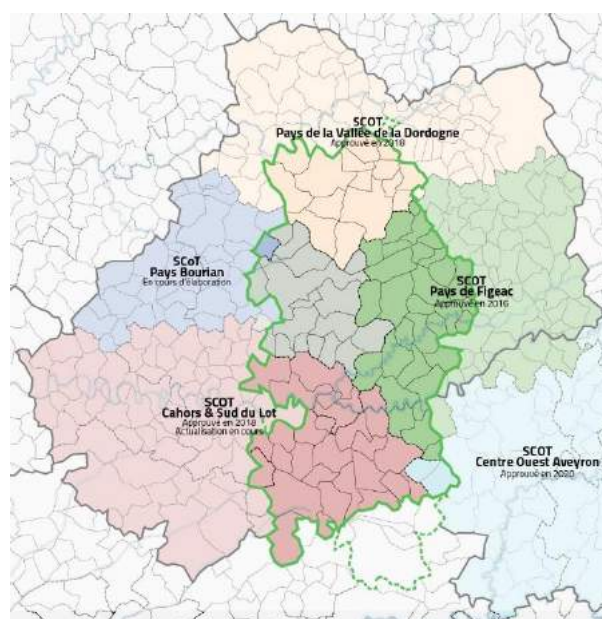 SCOT
Pays de la Vallée de la Dordogne
Approuvé en 2018
SCoT
Pays Bourian
En cours d'élaboration
SCOT
Pays de Figeac
Approuvé en 2016
SCOT
Cahors & Sud du Lot
Approuvé en 2018
Actualisation en cours
SCOT
Centre Ouest Aveyron
Approuvé en 2020